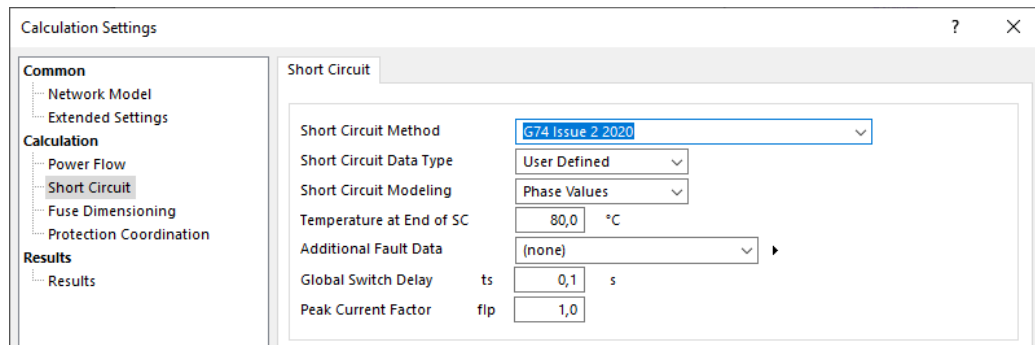 Calculation Settings ?
Common
Network Model
Extended Settings
Calculation
Power Flow
Short Circuit
Fuse Dimensioning
Protection Coordination
Results
Results
Short Circuit
Short Circuit Method G74 Issue 2 2020
Short Circuit Data Type User Defined
Short Circuit Modeling Phase Values
Temperature at End of SC 80,0 °C
Additional Fault Data (none)
Global Switch Delay ts 0,1 s
Peak Current Factor fIp 1,0